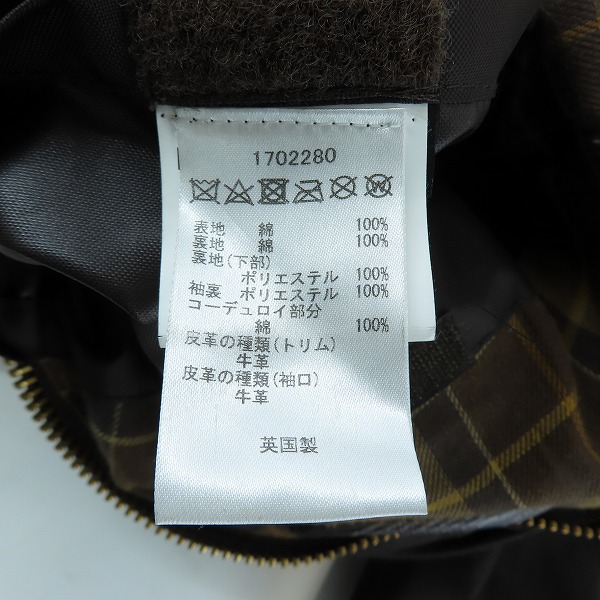 1702280
表地 綿 100%
裏地 綿 100%
裏地(下部)
ポリエステル 100%
袖裏 ポリエステル 100%
コーデュロイ部分
綿 100%
皮革の種類(トリム)
牛革
皮革の種類(袖口)
牛革
英国製